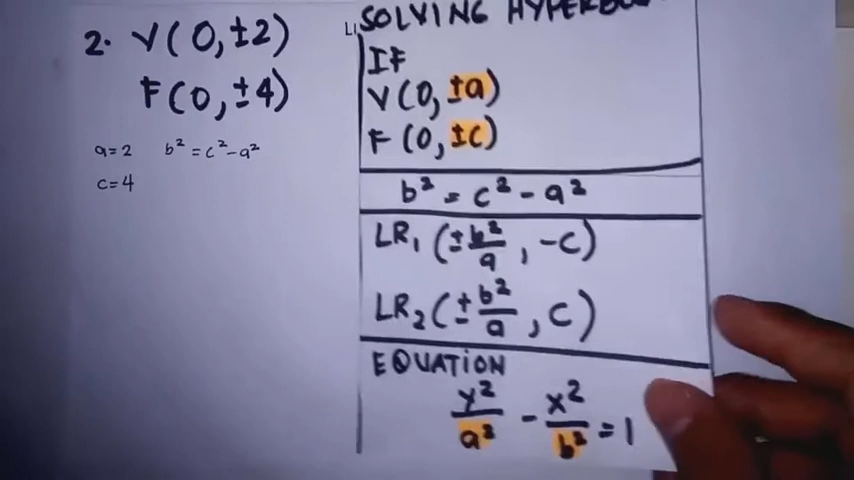 2. V(0,±2)
F(0,±4)
a=2 b²=c²-a²
c=4
SOLVING
IF
V(0,±a)
F(0,±c)
b²=c²-a²
LR₁(±b²/a, -c)
LR₂(±b²/a, c)
EQUATION
y²/a² - x²/b² = 1